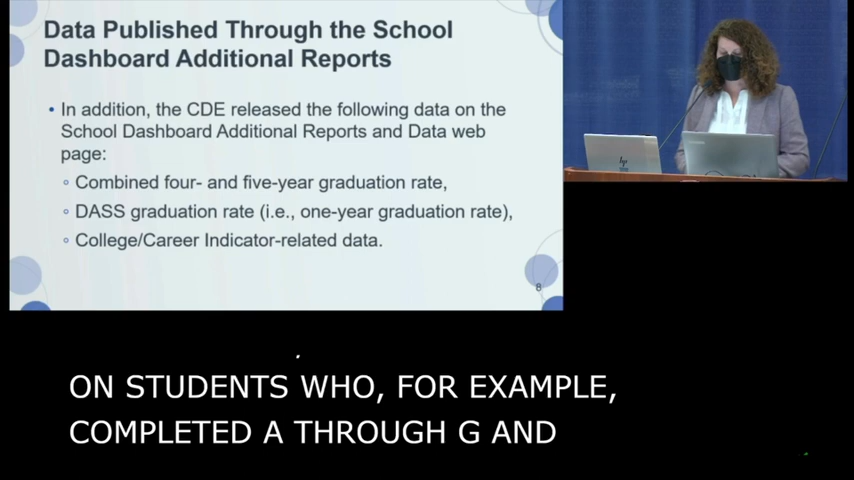 Data Published Through the School
Dashboard Additional Reports
• In addition, the CDE released the following data on the
School Dashboard Additional Reports and Data web
page:
◦ Combined four- and five-year graduation rate,
◦ DASS graduation rate (i.e., one-year graduation rate),
◦ College/Career Indicator-related data.
8
hp
ON STUDENTS WHO, FOR EXAMPLE,
COMPLETED A THROUGH G AND